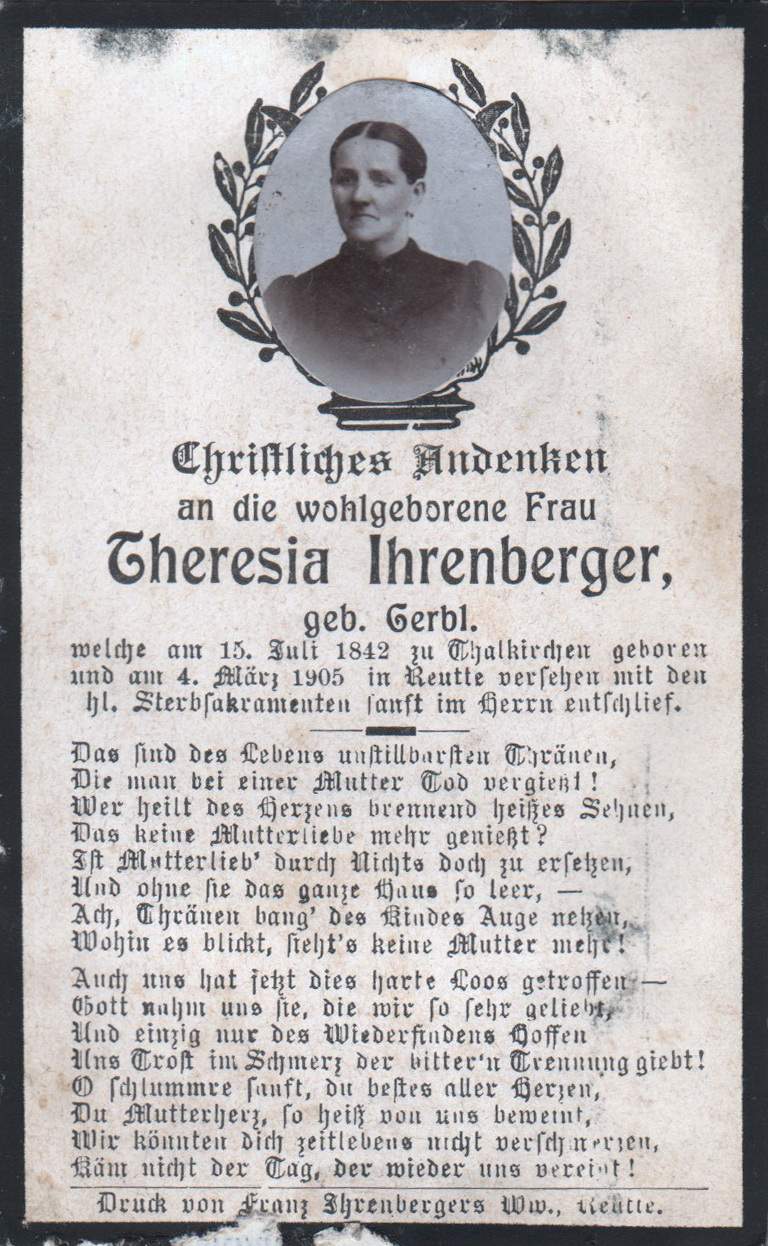 Christliches Andenken
an die wohlgeborene Frau
Theresia Ihrenberger,
geb. Gerbl.
welche am 15. Juli 1842 zu Thalkirchen geboren
und am 4. März 1905 in Reutte versehen mit den
hl. Sterbsakramenten sanft im Herrn entschlief.
Das sind des Lebens unstillbarsten Thränen,
Die man bei einer Mutter Tod vergießt!
Wer heilt des Herzens brennend heißes Sehnen,
Das keine Mutterliebe mehr genießt?
Ist Mutterlieb' durch Nichts doch zu ersetzen,
Und ohne sie das ganze Haus so leer, —
Ach, Thränen bang' des Kindes Auge netzen,
Wohin es blickt, sieht's keine Mutter mehr!
Auch uns hat jetzt dies harte Loos getroffen —
Gott nahm uns sie, die wir so sehr geliebt,
Und einzig nur des Wiederfindens Hoffen
Uns Trost im Schmerz der bitter'n Trennung giebt!
O schlummre sanft, du bestes aller Herzen,
Du Mutterherz, so heiß von uns beweint,
Wir könnten dich zeitlebens nicht verschmerzen,
Käm nicht der Tag, der wieder uns vereint!
Druck von Franz Ihrenbergers Ww., Reutte.